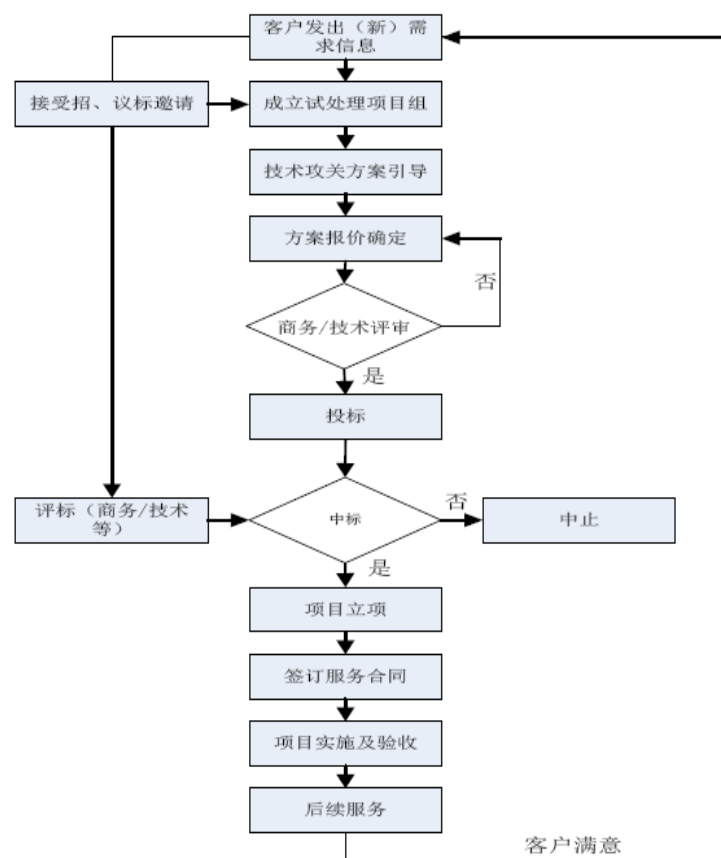 客户发出（新）需
求信息
接受招、议标邀请
成立试处理项目组
技术攻关方案引导
方案报价确定
否
商务/技术评审
是
投标
评标（商务/技术
等）
中标
否
中止
是
项目立项
签订服务合同
项目实施及验收
后续服务
客户满意